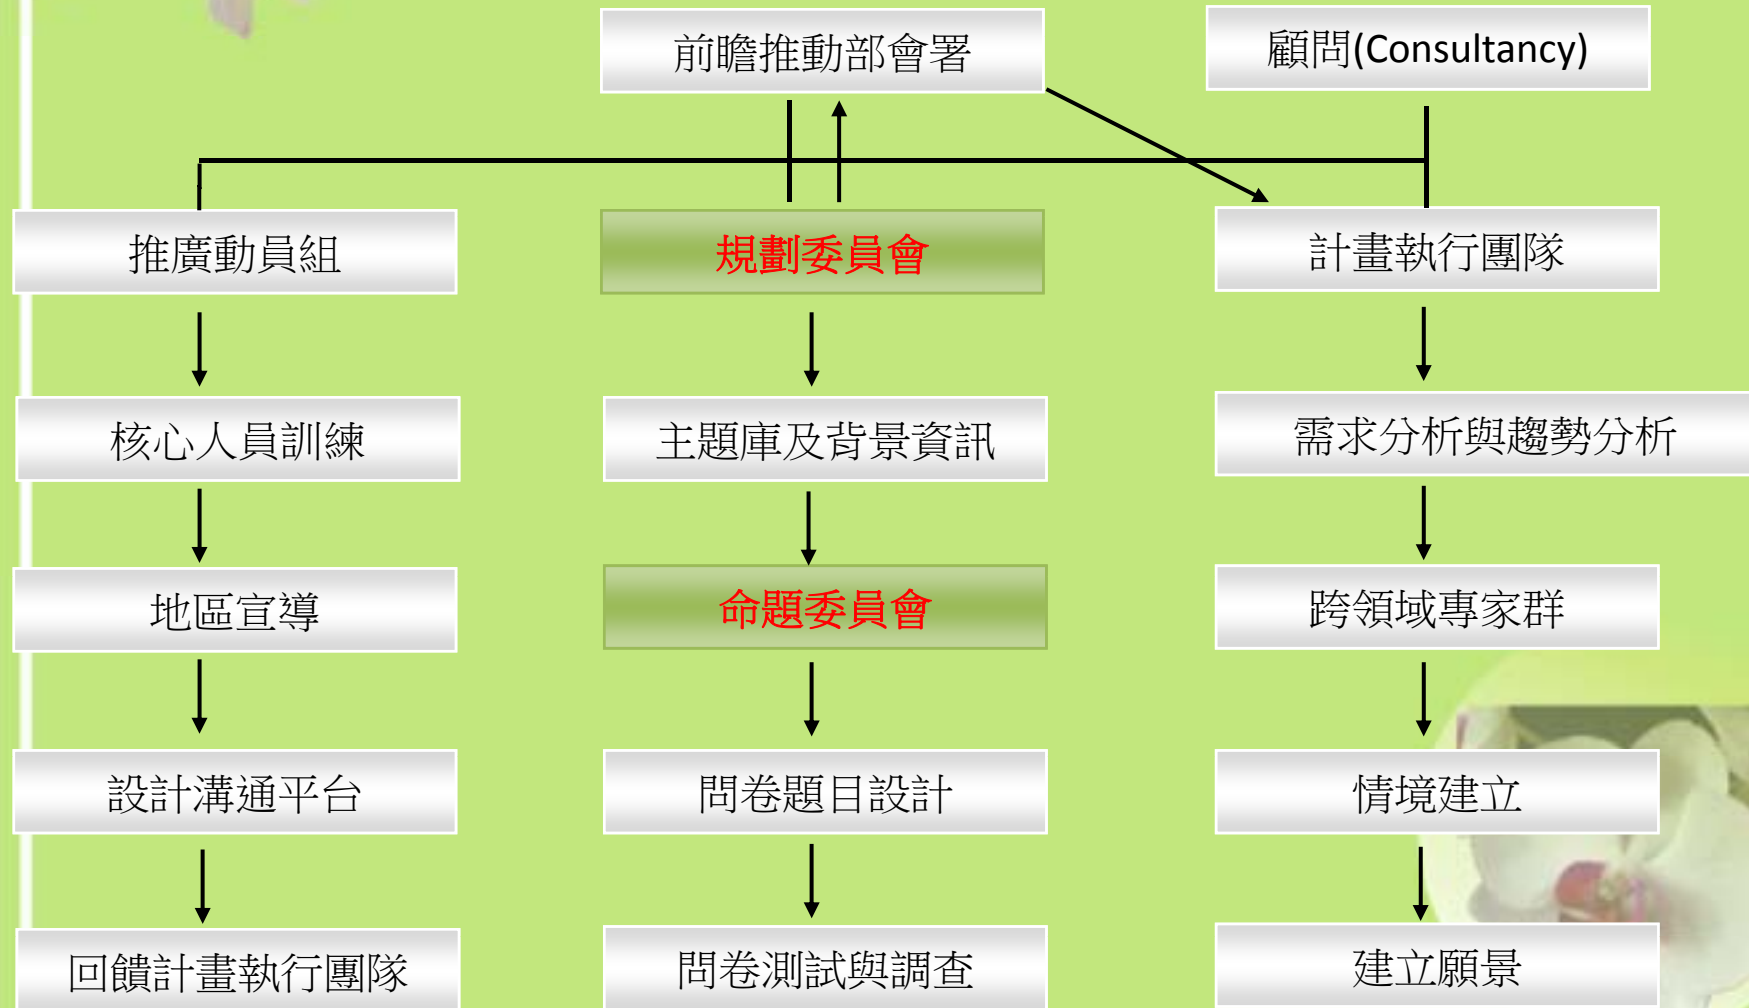 前瞻推動部會署
顧問(Consultancy)
推廣動員組
規劃委員會
計畫執行團隊
核心人員訓練
主題庫及背景資訊
需求分析與趨勢分析
地區宣導
命題委員會
跨領域專家群
設計溝通平台
問卷題目設計
情境建立
回饋計畫執行團隊
問卷測試與調查
建立願景